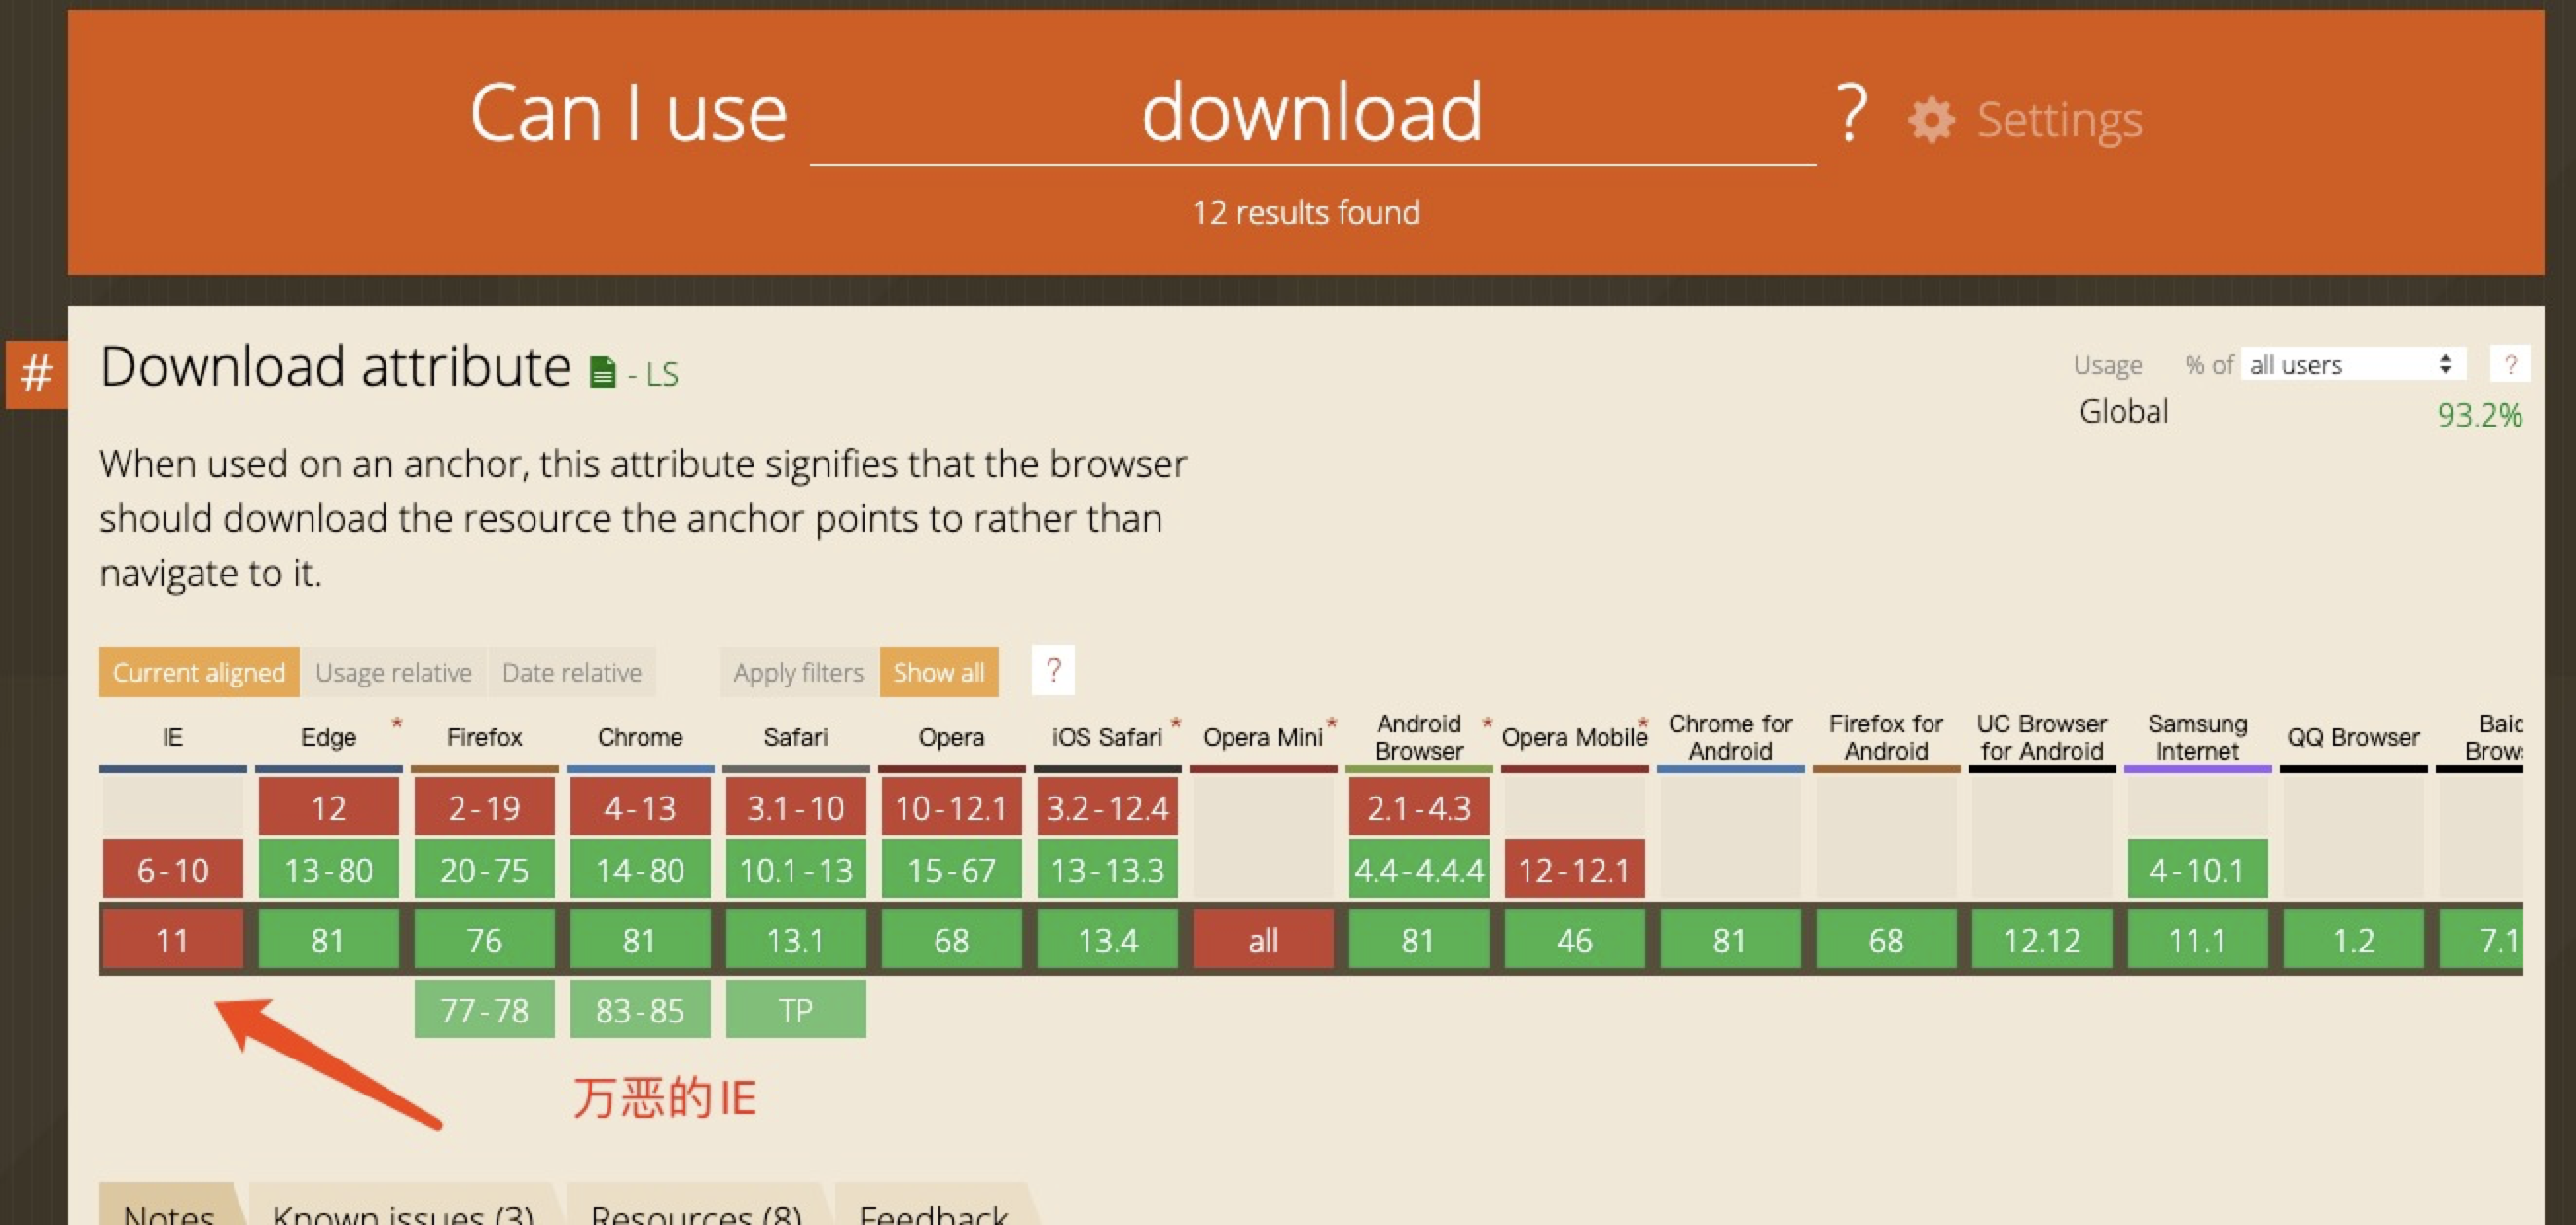 Can I use download ? Settings
12 results found
#
Download attribute - LS
Usage % of all users ?
Global 93.2%
When used on an anchor, this attribute signifies that the browser
should download the resource the anchor points to rather than
navigate to it.
Current aligned Usage relative Date relative Apply filters Show all ?
IE Edge * Firefox Chrome Safari Opera iOS Safari * Opera Mini * Android Browser * Opera Mobile * Chrome for Android Firefox for Android UC Browser for Android Samsung Internet QQ Browser Baid Brows
12 2-19 4-13 3.1-10 10-12.1 3.2-12.4 2.1-4.3
6-10 13-80 20-75 14-80 10.1-13 15-67 13-13.3 4.4-4.4.4 12-12.1 4-10.1
11 81 76 81 13.1 68 13.4 all 81 46 81 68 12.12 11.1 1.2 7.1
77-78 83-85 TP
万恶的IE
Notes Known issues (3) Resources (8) Feedback